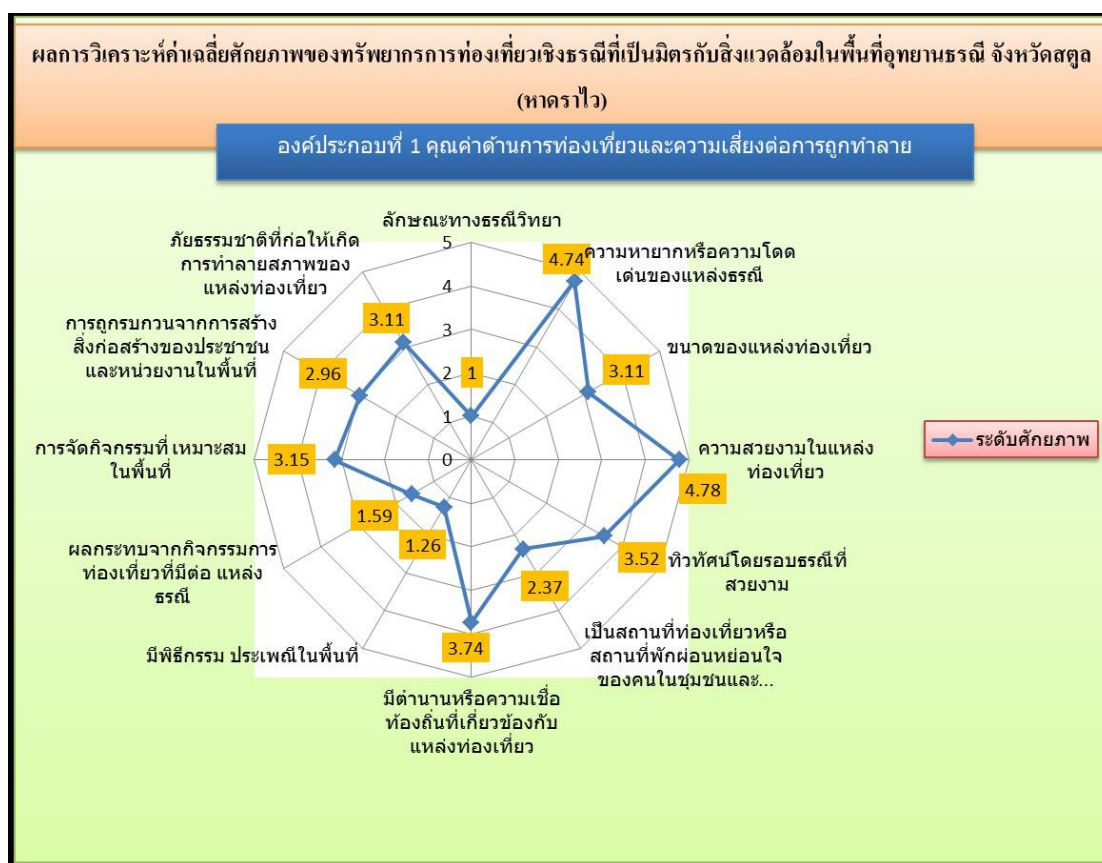 ผลการวิเคราะห์ค่าเฉลี่ยศักยภาพของทรัพยากรการท่องเที่ยวเชิงธรณีที่เป็นมิตรกับสิ่งแวดล้อมในพื้นที่อุทยานธรณี จังหวัดสตูล
(หาดราไว)
องค์ประกอบที่ 1 คุณค่าด้านการท่องเที่ยวและความเสี่ยงต่อการถูกทำลาย
ลักษณะทางธรณีวิทยา
ความหายากหรือความโดด
เด่นของแหล่งธรณี
ขนาดของแหล่งท่องเที่ยว
ความสวยงามในแหล่ง
ท่องเที่ยว
ทิวทัศน์โดยรอบธรณีที่
สวยงาม
เป็นสถานที่ท่องเที่ยวหรือ
สถานที่พักผ่อนหย่อนใจ
ของคนในชุมชนและ...
มีตำนานหรือความเชื่อ
ท้องถิ่นที่เกี่ยวข้องกับ
แหล่งท่องเที่ยว
มีพิธีกรรม ประเพณีในพื้นที่
ผลกระทบจากกิจกรรมการ
ท่องเที่ยวที่มีต่อ แหล่ง
ธรณี
การจัดกิจกรรมที่ เหมาะสม
ในพื้นที่
การถูกรบกวนจากการสร้าง
สิ่งก่อสร้างของประชาชน
และหน่วยงานในพื้นที่
ภัยธรรมชาติที่ก่อให้เกิด
การทำลายสภาพของ
แหล่งท่องเที่ยว
5
4
3
2
1
0
1
4.74
3.11
4.78
3.52
2.37
3.74
1.26
1.59
3.15
2.96
3.11
ระดับศักยภาพ